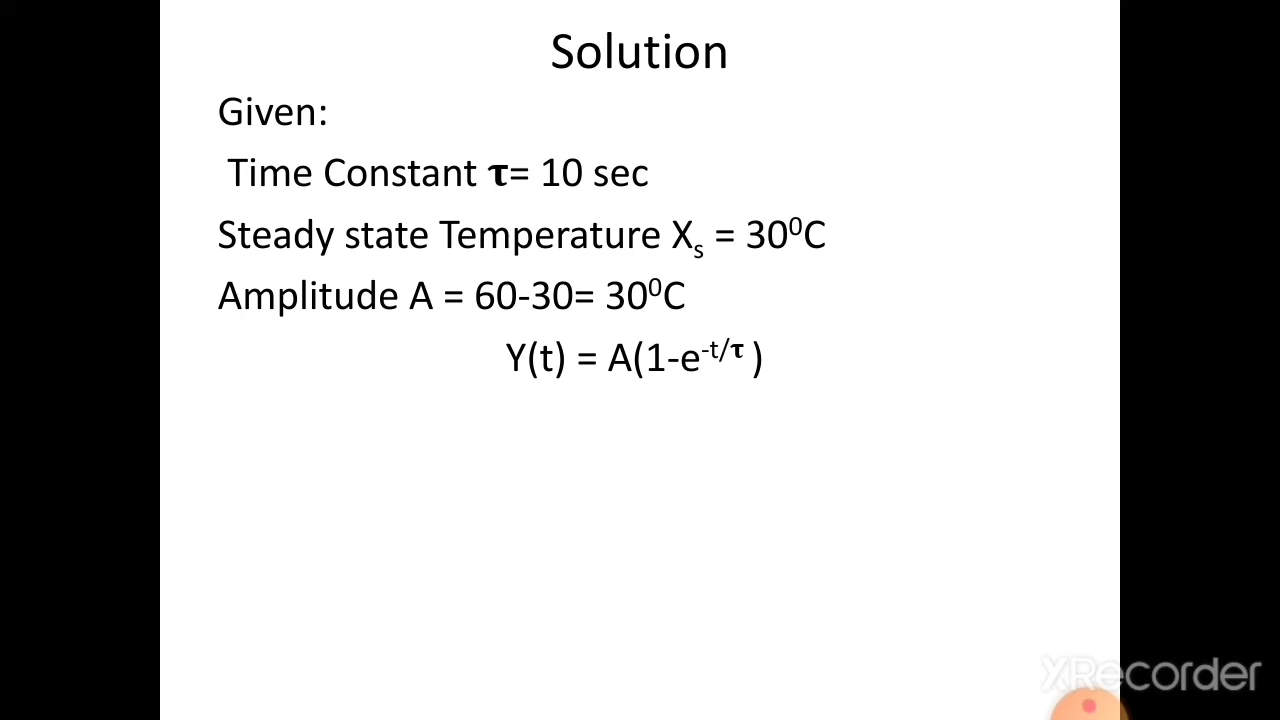 Solution
Given:
Time Constant τ= 10 sec
Steady state Temperature Xs = 30⁰C
Amplitude A = 60-30= 30⁰C
Y(t) = A(1-e-t/τ )
XRecorder